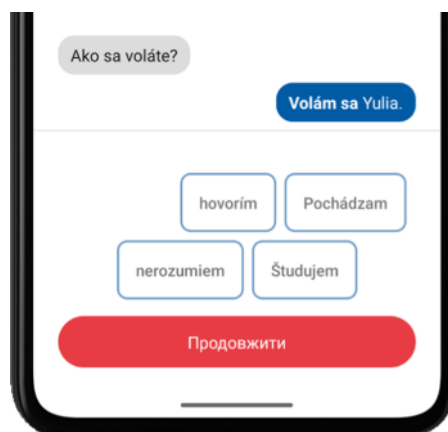 Ako sa voláte?
Volám sa Yulia.
hovorím Pochádzam
nerozumiem Študujem
Продовжити